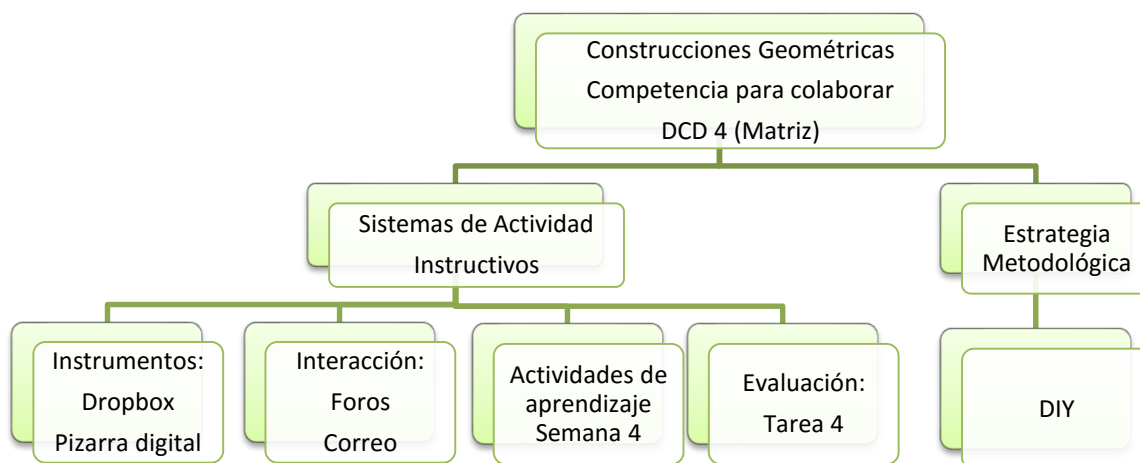 Construcciones Geométricas
Competencia para colaborar
DCD 4 (Matriz)
Sistemas de Actividad
Instructivos
Estrategia
Metodológica
Instrumentos:
Dropbox
Pizarra digital
Interacción:
Foros
Correo
Actividades de
aprendizaje
Semana 4
Evaluación:
Tarea 4
DIY